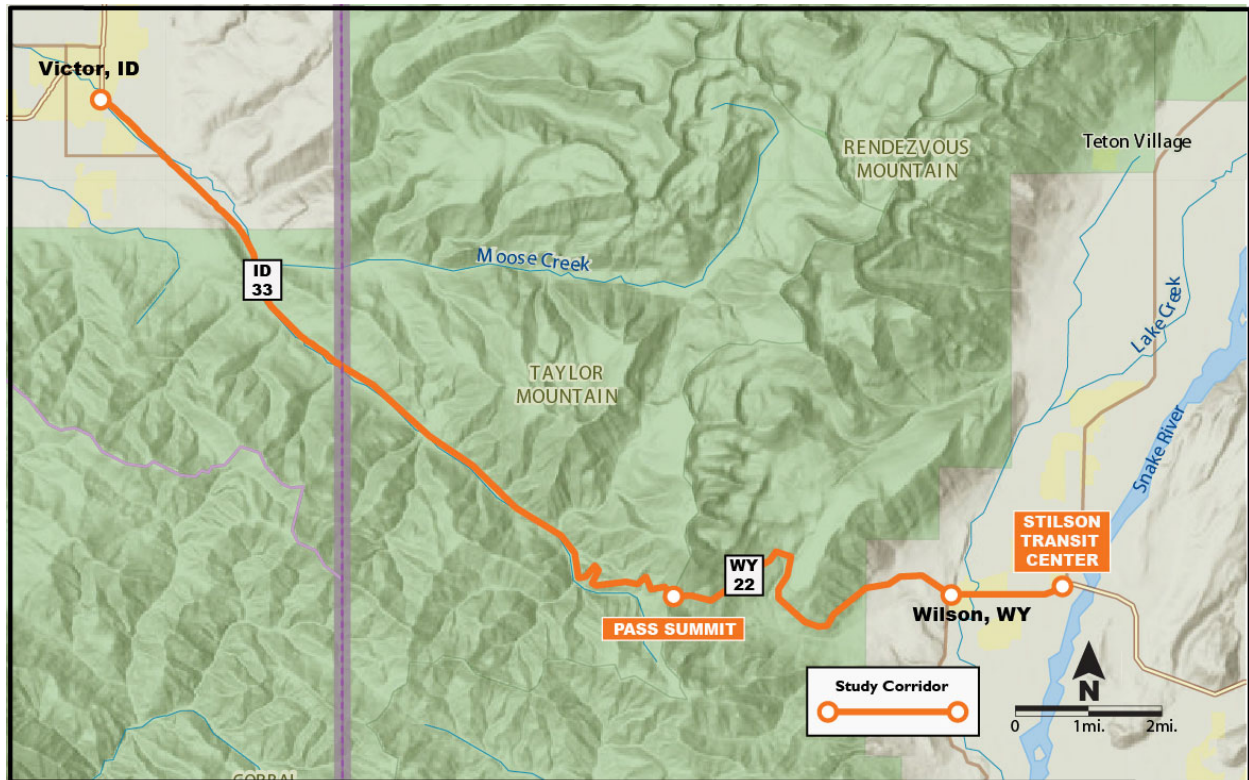 Victor, ID
RENDEZVOUS
MOUNTAIN
Teton Village
Moose Creek
ID
33
Lake Creek
TAYLOR
MOUNTAIN
Snake River
STILSON
TRANSIT
CENTER
WY
22
PASS SUMMIT
Wilson, WY
Study Corridor
N
0 1mi. 2mi.